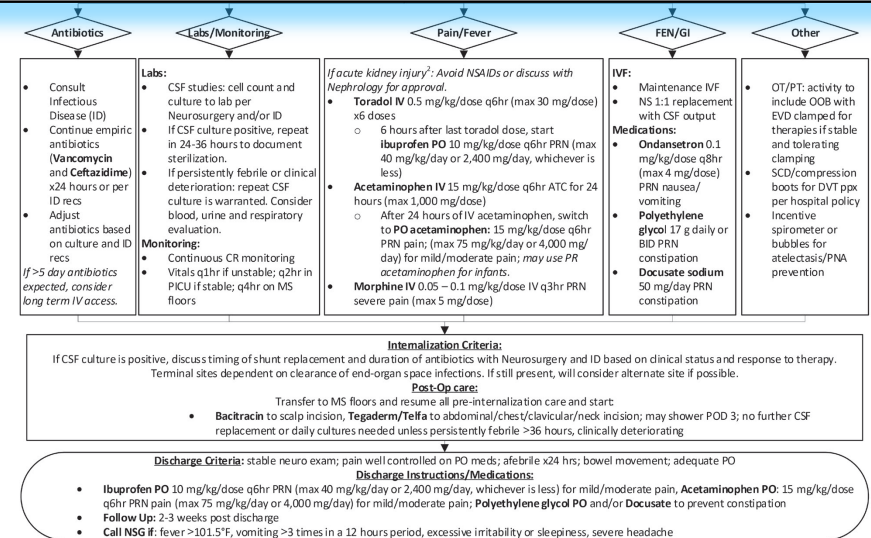 Antibiotics
Labs/Monitoring
Pain/Fever
FEN/GI
Other
• Consult
Infectious
Disease (ID)
• Continue empiric
antibiotics
(Vancomycin
and Ceftazidime)
x24 hours or per
ID recs
• Adjust
antibiotics based
on culture and ID
recs
If >5 day antibiotics
expected, consider
long term IV access.
Labs:
• CSF studies: cell count and
culture to lab per
Neurosurgery and/or ID
• If CSF culture positive, repeat
in 24-36 hours to document
sterilization.
• If persistently febrile or clinical
deterioration: repeat CSF
culture is warranted. Consider
blood, urine and respiratory
evaluation.
Monitoring:
• Continuous CR monitoring
• Vitals q1hr if unstable; q2hr in
PICU if stable; q4hr on MS
floors
If acute kidney injury²: Avoid NSAIDs or discuss with
Nephrology for approval.
• Toradol IV 0.5 mg/kg/dose q6hr (max 30 mg/dose)
x6 doses
o 6 hours after last toradol dose, start
ibuprofen PO 10 mg/kg/dose q6hr PRN (max
40 mg/kg/day or 2,400 mg/day, whichever is
less)
• Acetaminophen IV 15 mg/kg/dose q6hr ATC for 24
hours (max 1,000 mg/dose)
o After 24 hours of IV acetaminophen, switch
to PO acetaminophen: 15 mg/kg/dose q6hr
PRN pain; (max 75 mg/kg/day or 4,000 mg/
day) for mild/moderate pain; may use PR
acetaminophen for infants.
• Morphine IV 0.05 – 0.1 mg/kg/dose IV q3hr PRN
severe pain (max 5 mg/dose)
IVF:
• Maintenance IVF
• NS 1:1 replacement
with CSF output
Medications:
• Ondansetron 0.1
mg/kg/dose q8hr
(max 4 mg/dose)
PRN nausea/
vomiting
• Polyethylene
glycol 17 g daily or
BID PRN
constipation
• Docusate sodium
50 mg/day PRN
constipation
• OT/PT: activity to
include OOB with
EVD clamped for
therapies if stable
and tolerating
clamping
• SCD/compression
boots for DVT ppx
per hospital policy
• Incentive
spirometer or
bubbles for
atelectasis/PNA
prevention
Internalization Criteria:
If CSF culture is positive, discuss timing of shunt replacement and duration of antibiotics with Neurosurgery and ID based on clinical status and response to therapy.
Terminal sites dependent on clearance of end-organ space infections. If still present, will consider alternate site if possible.
Post-Op care:
Transfer to MS floors and resume all pre-internalization care and start:
• Bacitracin to scalp incision, Tegaderm/Telfa to abdominal/chest/clavicular/neck incision; may shower POD 3; no further CSF
replacement or daily cultures needed unless persistently febrile >36 hours, clinically deteriorating
Discharge Criteria: stable neuro exam; pain well controlled on PO meds; afebrile x24 hrs; bowel movement; adequate PO
Discharge Instructions/Medications:
• Ibuprofen PO 10 mg/kg/dose q6hr PRN (max 40 mg/kg/day or 2,400 mg/day, whichever is less) for mild/moderate pain, Acetaminophen PO: 15 mg/kg/dose
q6hr PRN pain (max 75 mg/kg/day or 4,000 mg/day) for mild/moderate pain; Polyethylene glycol PO and/or Docusate to prevent constipation
• Follow Up: 2-3 weeks post discharge
• Call NSG if: fever >101.5°F, vomiting >3 times in a 12 hours period, excessive irritability or sleepiness, severe headache